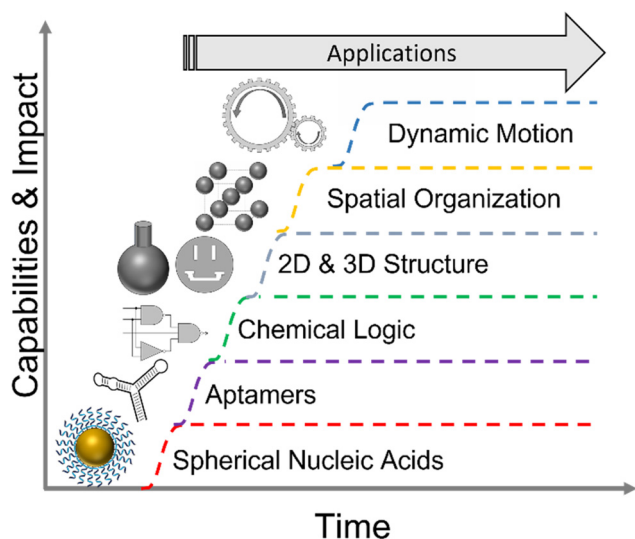 Applications
Dynamic Motion
Spatial Organization
2D & 3D Structure
Chemical Logic
Aptamers
Spherical Nucleic Acids
Capabilities & Impact
Time